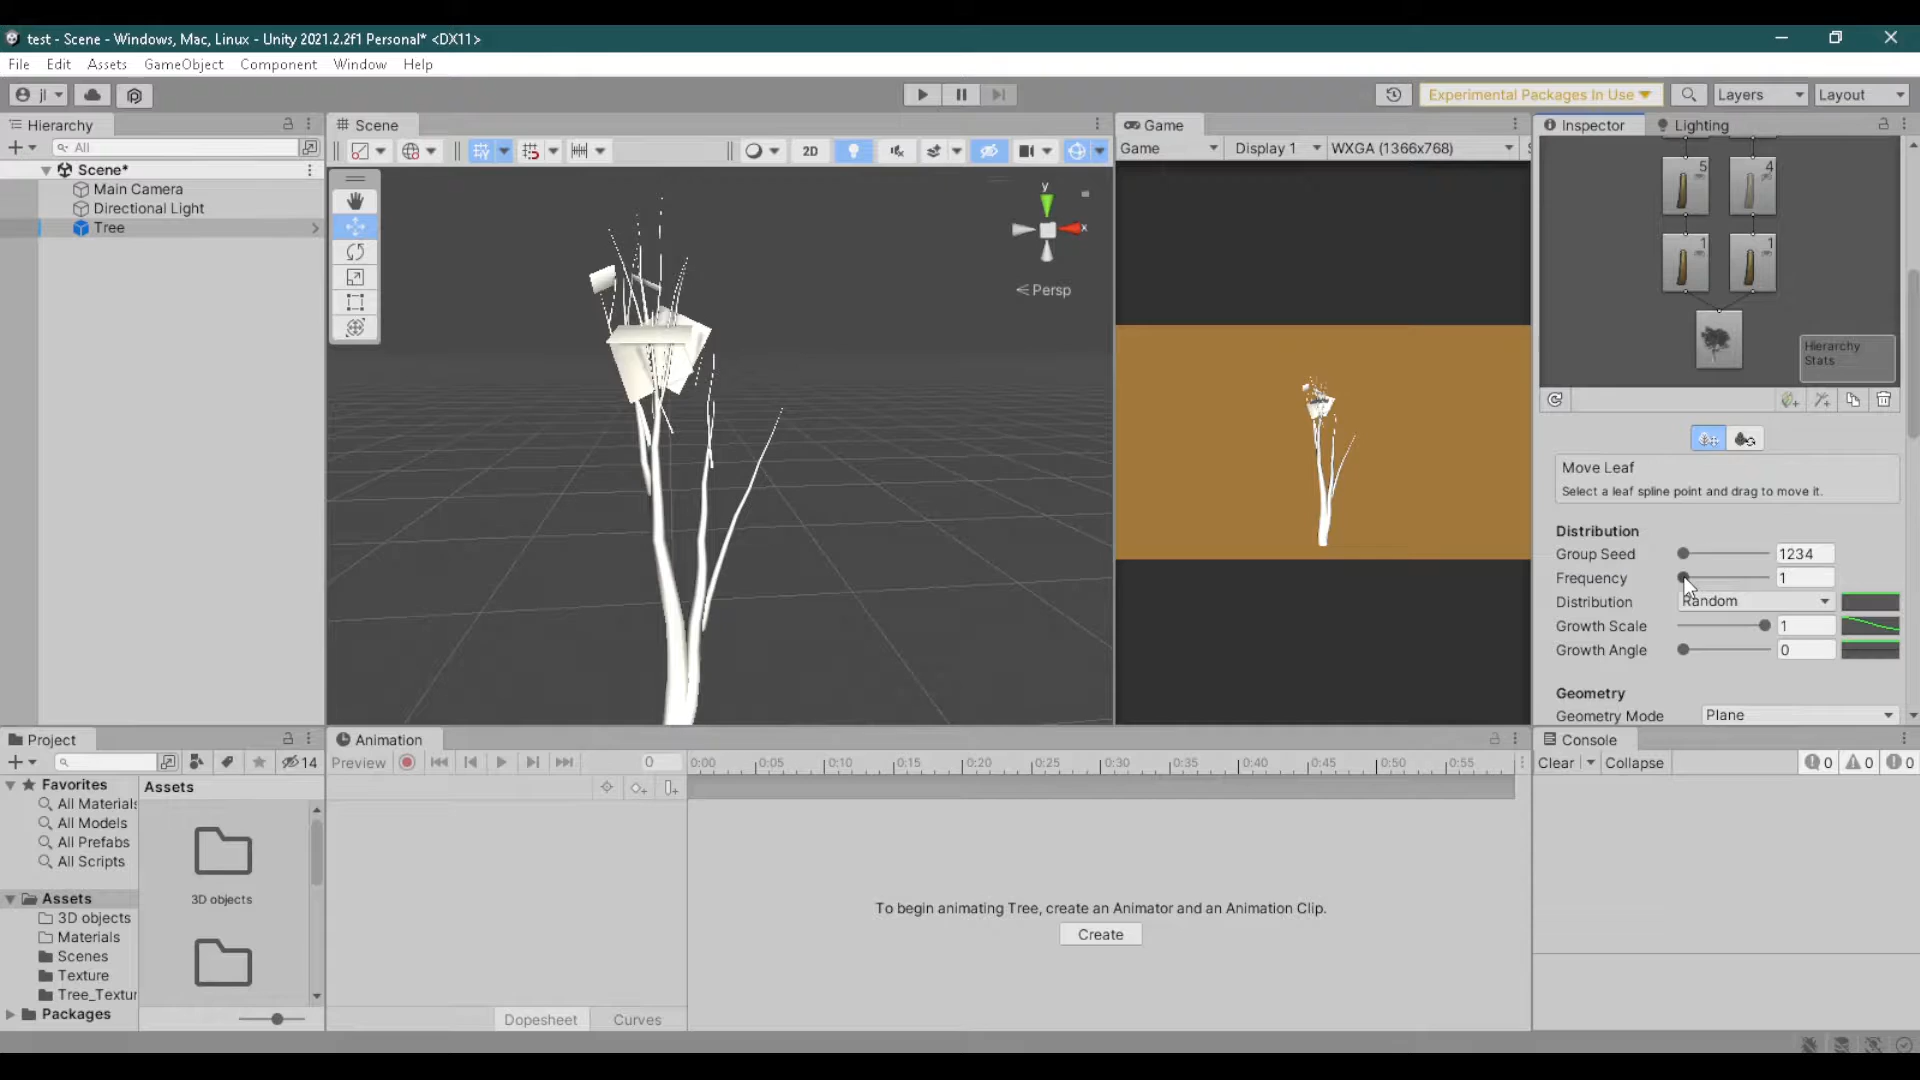 test - Scene - Windows, Mac, Linux - Unity 2021.2.2f1 Personal* <DX11>
File Edit Assets GameObject Component Window Help
jl
Experimental Packages In Use
Layers
Layout
Hierarchy
All
Scene*
Main Camera
Directional Light
Tree
Scene
2D
y
x
Persp
Game
Game
Display 1
WXGA (1366x768)
Inspector
Lighting
5
4
1
1
Hierarchy
Stats
Move Leaf
Select a leaf spline point and drag to move it.
Distribution
Group Seed 1234
Frequency 1
Distribution Random
Growth Scale 1
Growth Angle 0
Geometry
Geometry Mode Plane
Project
14
Favorites
All Materials
All Models
All Prefabs
All Scripts
Assets
3D objects
Materials
Scenes
Texture
Tree_Textur
Packages
Assets
3D objects
Animation
Preview
0
0:00 0:05 0:10 0:15 0:20 0:25 0:30 0:35 0:40 0:45 0:50 0:55
To begin animating Tree, create an Animator and an Animation Clip.
Create
Dopesheet
Curves
Console
Clear
Collapse
0
0
0